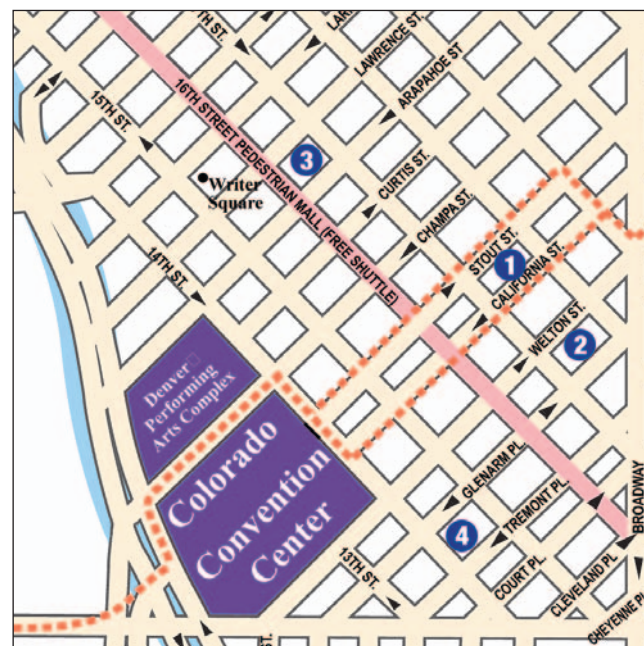 LAWRENCE ST.
ARAPAHOE ST
15TH ST.
16TH STREET PEDESTRIAN MALL (FREE SHUTTLE)
3
Writer
Square
CURTIS ST.
CHAMPA ST.
STOUT ST.
1
CALIFORNIA ST.
14TH ST.
WELTON ST.
2
Denver
Performing
Arts Complex
Colorado
Convention
Center
GLENARM PL.
TREMONT PL.
4
BROADWAY
13TH ST.
COURT PL.
CLEVELAND PL
ST.